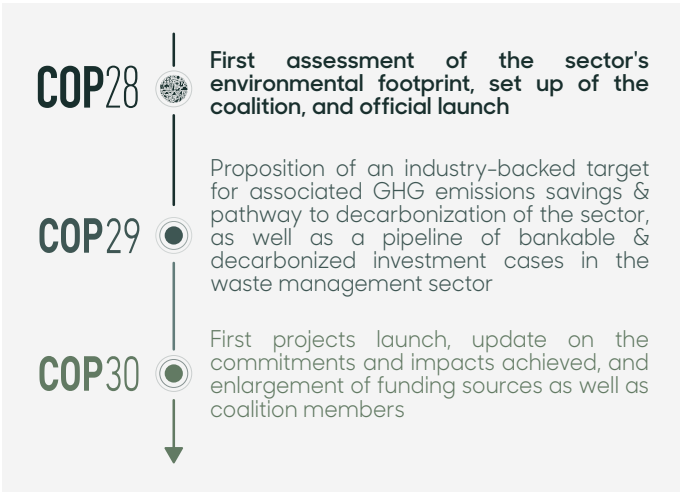 COP28
First assessment of the sector's
environmental footprint, set up of the
coalition, and official launch
COP29
Proposition of an industry-backed target
for associated GHG emissions savings &
pathway to decarbonization of the sector,
as well as a pipeline of bankable &
decarbonized investment cases in the
waste management sector
COP30
First projects launch, update on the
commitments and impacts achieved, and
enlargement of funding sources as well as
coalition members